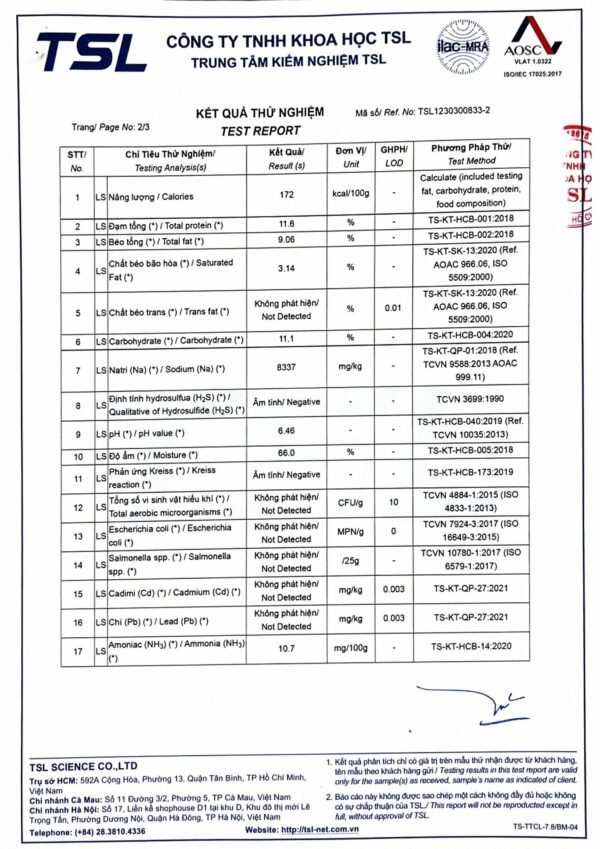 TSL
CÔNG TY TNHH KHOA HỌC TSL
TRUNG TÂM KIỂM NGHIỆM TSL
ilac-MRA
AOSC
VLAT 1.0322
ISO/IEC 17025:2017
KẾT QUẢ THỬ NGHIỆM
Mã số/ Ref. No: TSL1230300833-2
Trang/ Page No: 2/3
TEST REPORT
STT/ No. Chỉ Tiêu Thử Nghiệm/ Testing Analysis(s) Kết Quả/ Result (s) Đơn Vị/ Unit GHPH/ LOD Phương Pháp Thử/ Test Method
1 LS Năng lượng / Calories 172 kcal/100g - Calculate (included testing fat, carbohydrate, protein, food composition)
2 LS Đạm tổng (*) / Total protein (*) 11.6 % - TS-KT-HCB-001:2018
3 LS Béo tổng (*) / Total fat (*) 9.06 % - TS-KT-HCB-002:2018
4 LS Chất béo bão hòa (*) / Saturated Fat (*) 3.14 % - TS-KT-SK-13:2020 (Ref. AOAC 966.06, ISO 5509:2000)
5 LS Chất béo trans (*) / Trans fat (*) Không phát hiện/ Not Detected % 0.01 TS-KT-SK-13:2020 (Ref. AOAC 966.06, ISO 5509:2000)
6 LS Carbohydrate (*) / Carbohydrate (*) 11.1 % - TS-KT-HCB-004:2020
7 LS Natri (Na) (*) / Sodium (Na) (*) 8337 mg/kg - TS-KT-QP-01:2018 (Ref. TCVN 9588:2013 AOAC 999.11)
8 LS Định tính hydrosulfua (H₂S) (*) / Qualitative of Hydrosulfide (H₂S) (*) Âm tính/ Negative - - TCVN 3699:1990
9 LS pH (*) / pH value (*) 6.46 - - TS-KT-HCB-040:2019 (Ref. TCVN 10035:2013)
10 LS Độ ẩm (*) / Moisture (*) 66.0 % - TS-KT-HCB-005:2018
11 LS Phản ứng Kreiss (*) / Kreiss reaction (*) Âm tính/ Negative - - TS-KT-HCB-173:2019
12 LS Tổng số vi sinh vật hiếu khí (*) / Total aerobic microorganisms (*) Không phát hiện/ Not Detected CFU/g 10 TCVN 4884-1:2015 (ISO 4833-1:2013)
13 LS Escherichia coli (*) / Escherichia coli (*) Không phát hiện/ Not Detected MPN/g 0 TCVN 7924-3:2017 (ISO 16649-3:2015)
14 LS Salmonella spp. (*) / Salmonella spp. (*) Không phát hiện/ Not Detected /25g - TCVN 10780-1:2017 (ISO 6579-1:2017)
15 LS Cadimi (Cd) (*) / Cadmium (Cd) (*) Không phát hiện/ Not Detected mg/kg 0.003 TS-KT-QP-27:2021
16 LS Chì (Pb) (*) / Lead (Pb) (*) Không phát hiện/ Not Detected mg/kg 0.003 TS-KT-QP-27:2021
17 LS Amoniac (NH₃) (*) / Ammonia (NH₃) (*) 10.7 mg/100g - TS-KT-HCB-14:2020
TSL SCIENCE CO.,LTD
Trụ sở HCM: 592A Cộng Hòa, Phường 13, Quận Tân Bình, TP Hồ Chí Minh,
Việt Nam
Chi nhánh Cà Mau: Số 11 Đường 3/2, Phường 5, TP Cà Mau, Việt Nam
Chi nhánh Hà Nội: Số 17, Liền kề shophouse D1 tại khu D, Khu đô thị mới Lê
Trọng Tấn, Phường Dương Nội, Quận Hà Đông, TP Hà Nội, Việt Nam
Telephone: (+84) 28.3810.4336
Website: http://tsl-net.com.vn
1. Kết quả phân tích chỉ có giá trị trên mẫu thử nhận được từ khách hàng,
tên mẫu theo khách hàng gửi / Testing results in this test report are valid
only for the sample(s) as received, sample's name as indicated of client.
2. Báo cáo này không được sao chép một cách không đầy đủ hoặc không
có sự chấp thuận của TSL./ This report will not be reproducted except in
full, without approval of TSL.
TS-TTCL-7.8/BM-04